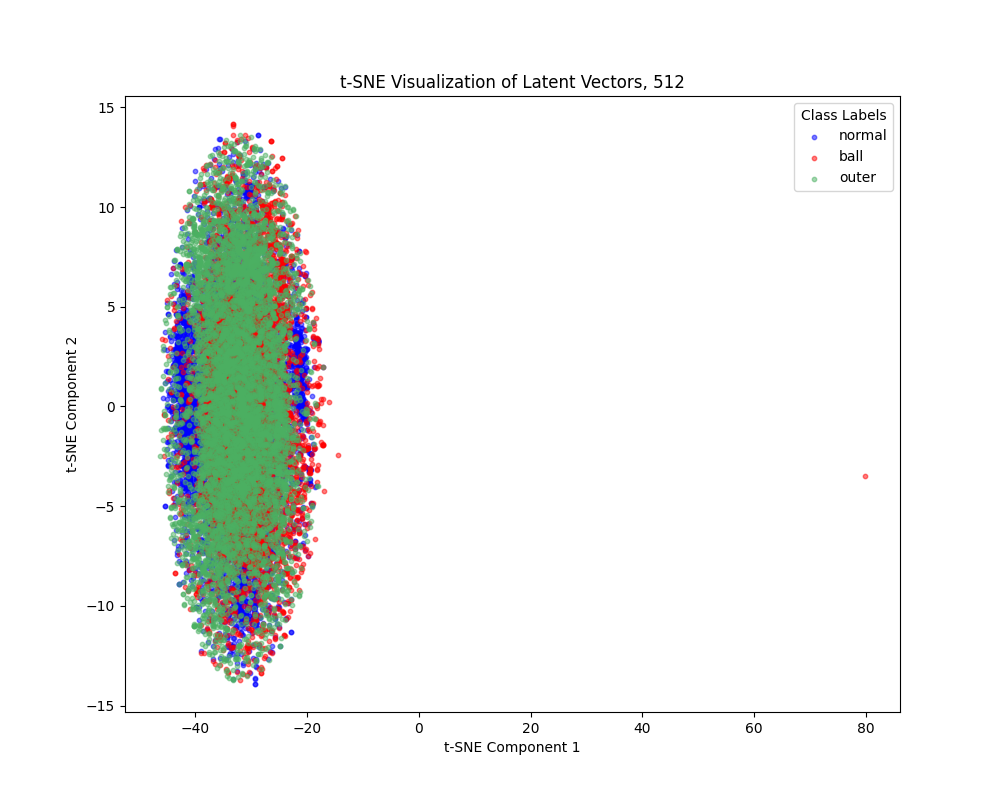 t-SNE Visualization of Latent Vectors, 512
Class Labels
normal
ball
outer
15
10
5
0
−5
−10
−15
t-SNE Component 2
−40 −20 0 20 40 60 80
t-SNE Component 1